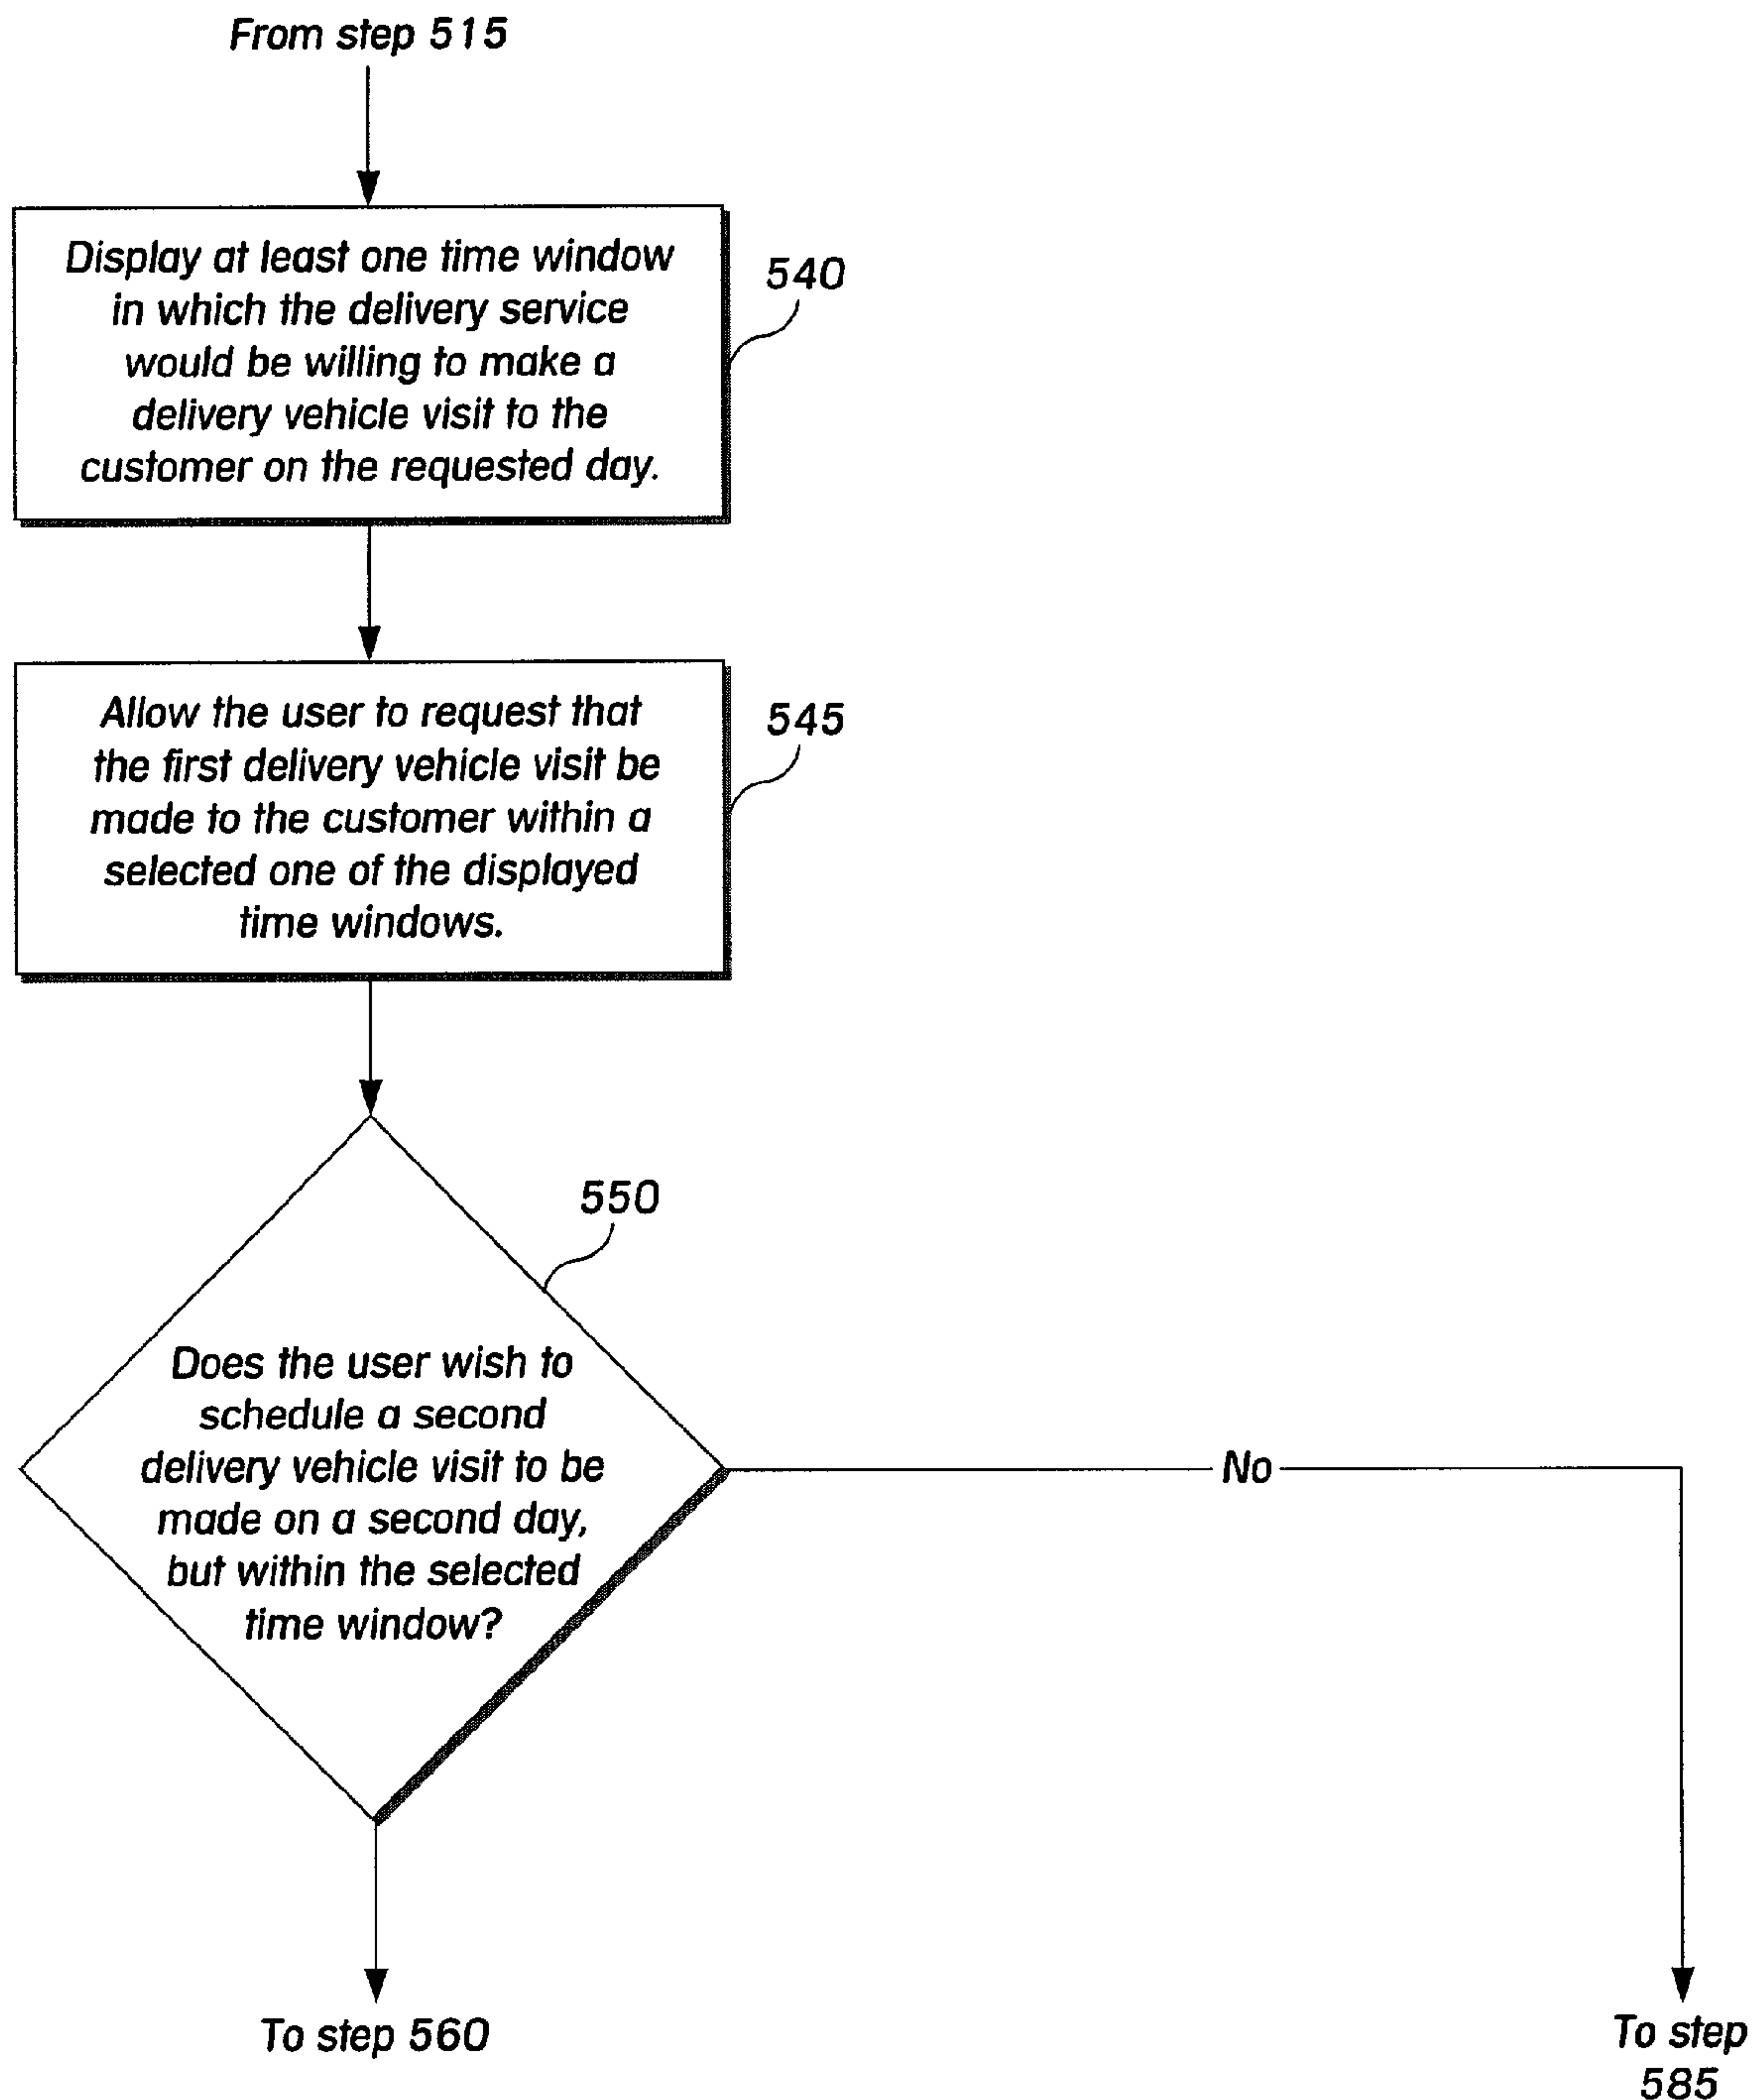 From step 515
Display at least one time window
in which the delivery service
would be willing to make a
delivery vehicle visit to the
customer on the requested day.
540
Allow the user to request that
the first delivery vehicle visit be
made to the customer within a
selected one of the displayed
time windows.
545
550
Does the user wish to
schedule a second
delivery vehicle visit to be
made on a second day,
but within the selected
time window?
No
To step 560
To step
585